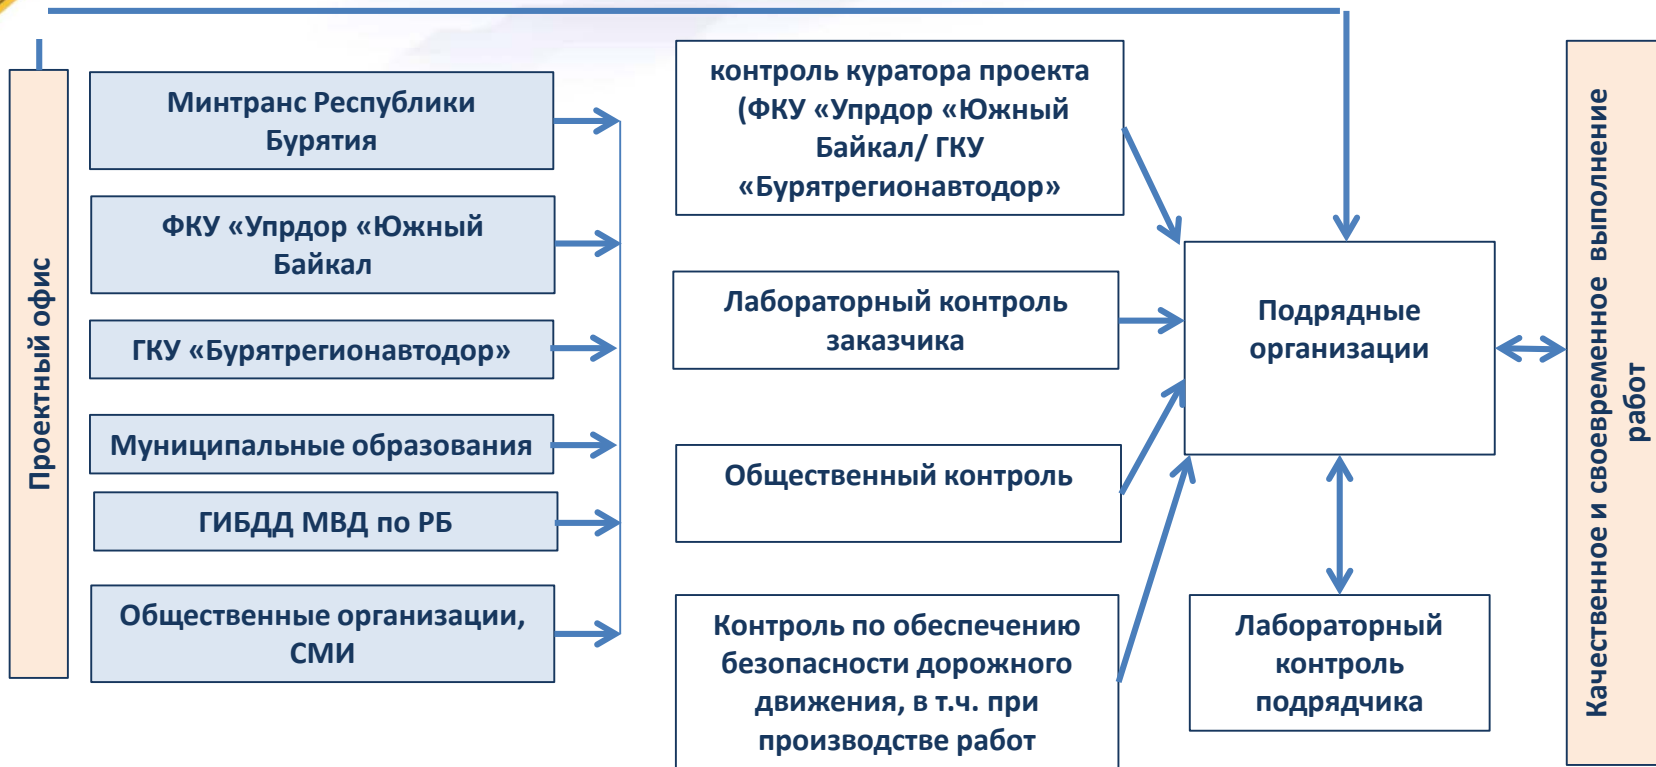 Проектный офис
Минтранс Республики
Бурятия
ФКУ «Упрдор «Южный
Байкал
ГКУ «Бурятрегионавтодор»
Муниципальные образования
ГИБДД МВД по РБ
Общественные организации,
СМИ
контроль куратора проекта
(ФКУ «Упрдор «Южный
Байкал/ ГКУ
«Бурятрегионавтодор»
Лабораторный контроль
заказчика
Общественный контроль
Контроль по обеспечению
безопасности дорожного
движения, в т.ч. при
производстве работ
Подрядные
организации
Лабораторный
контроль
подрядчика
Качественное и своевременное выполнение
работ